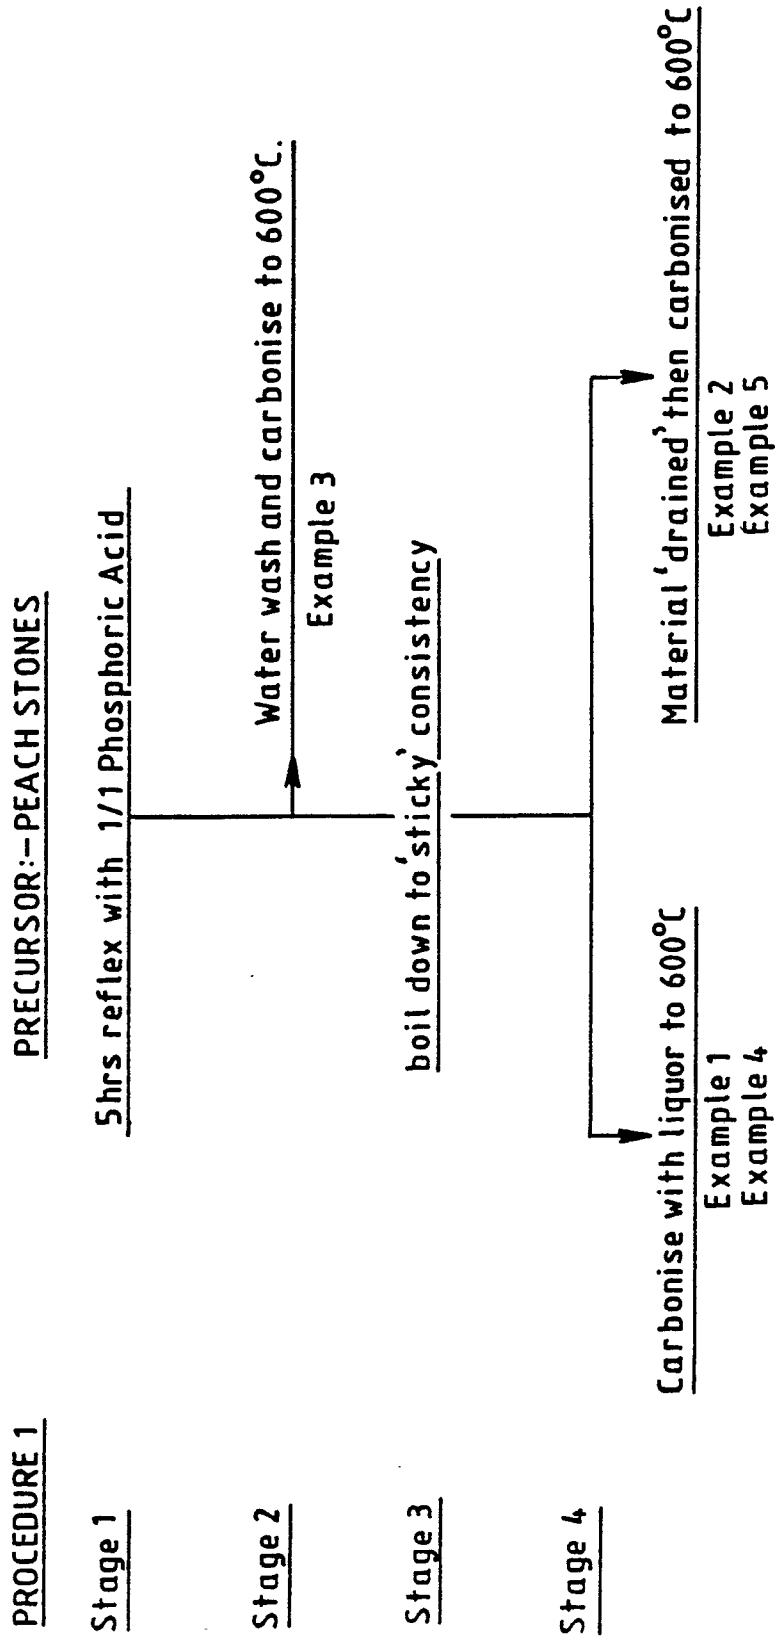 PROCEDURE 1
PRECURSOR:-PEACH STONES
Stage 1
5hrs reflex with 1/1 Phosphoric Acid
Stage 2
Water wash and carbonise to 600°C.
Example 3
Stage 3
boil down to 'sticky' consistency
Stage 4
Carbonise with liquor to 600°C
Example 1
Example 4
Material 'drained' then carbonised to 600°C
Example 2
Example 5